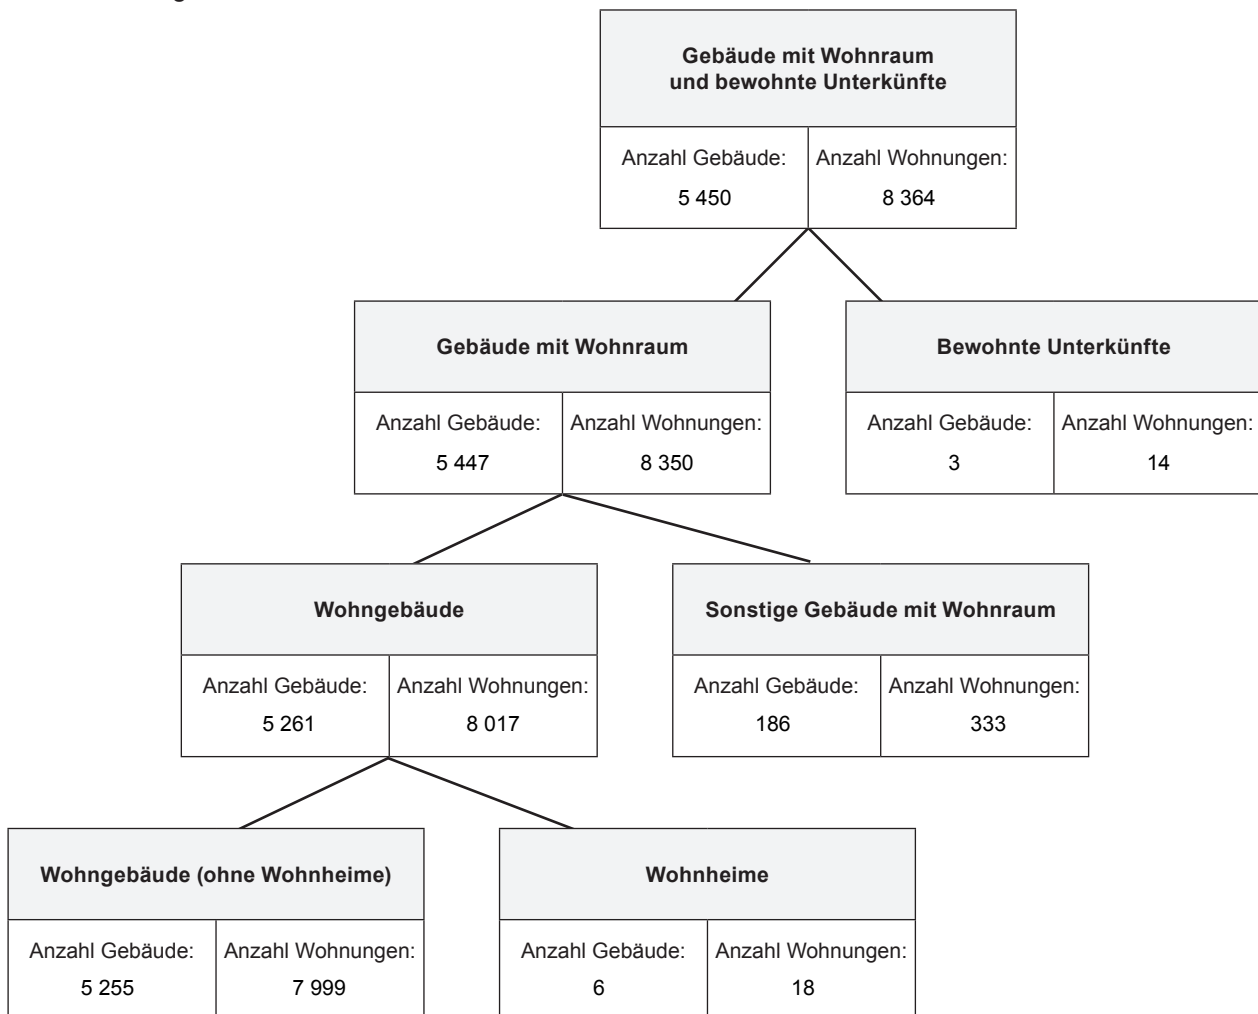 Gebäude mit Wohnraum
und bewohnte Unterkünfte
Anzahl Gebäude: Anzahl Wohnungen:
5 450 8 364
Gebäude mit Wohnraum Bewohnte Unterkünfte
Anzahl Gebäude: Anzahl Wohnungen: Anzahl Gebäude: Anzahl Wohnungen:
5 447 8 350 3 14
Wohngebäude Sonstige Gebäude mit Wohnraum
Anzahl Gebäude: Anzahl Wohnungen: Anzahl Gebäude: Anzahl Wohnungen:
5 261 8 017 186 333
Wohngebäude (ohne Wohnheime) Wohnheime
Anzahl Gebäude: Anzahl Wohnungen: Anzahl Gebäude: Anzahl Wohnungen:
5 255 7 999 6 18